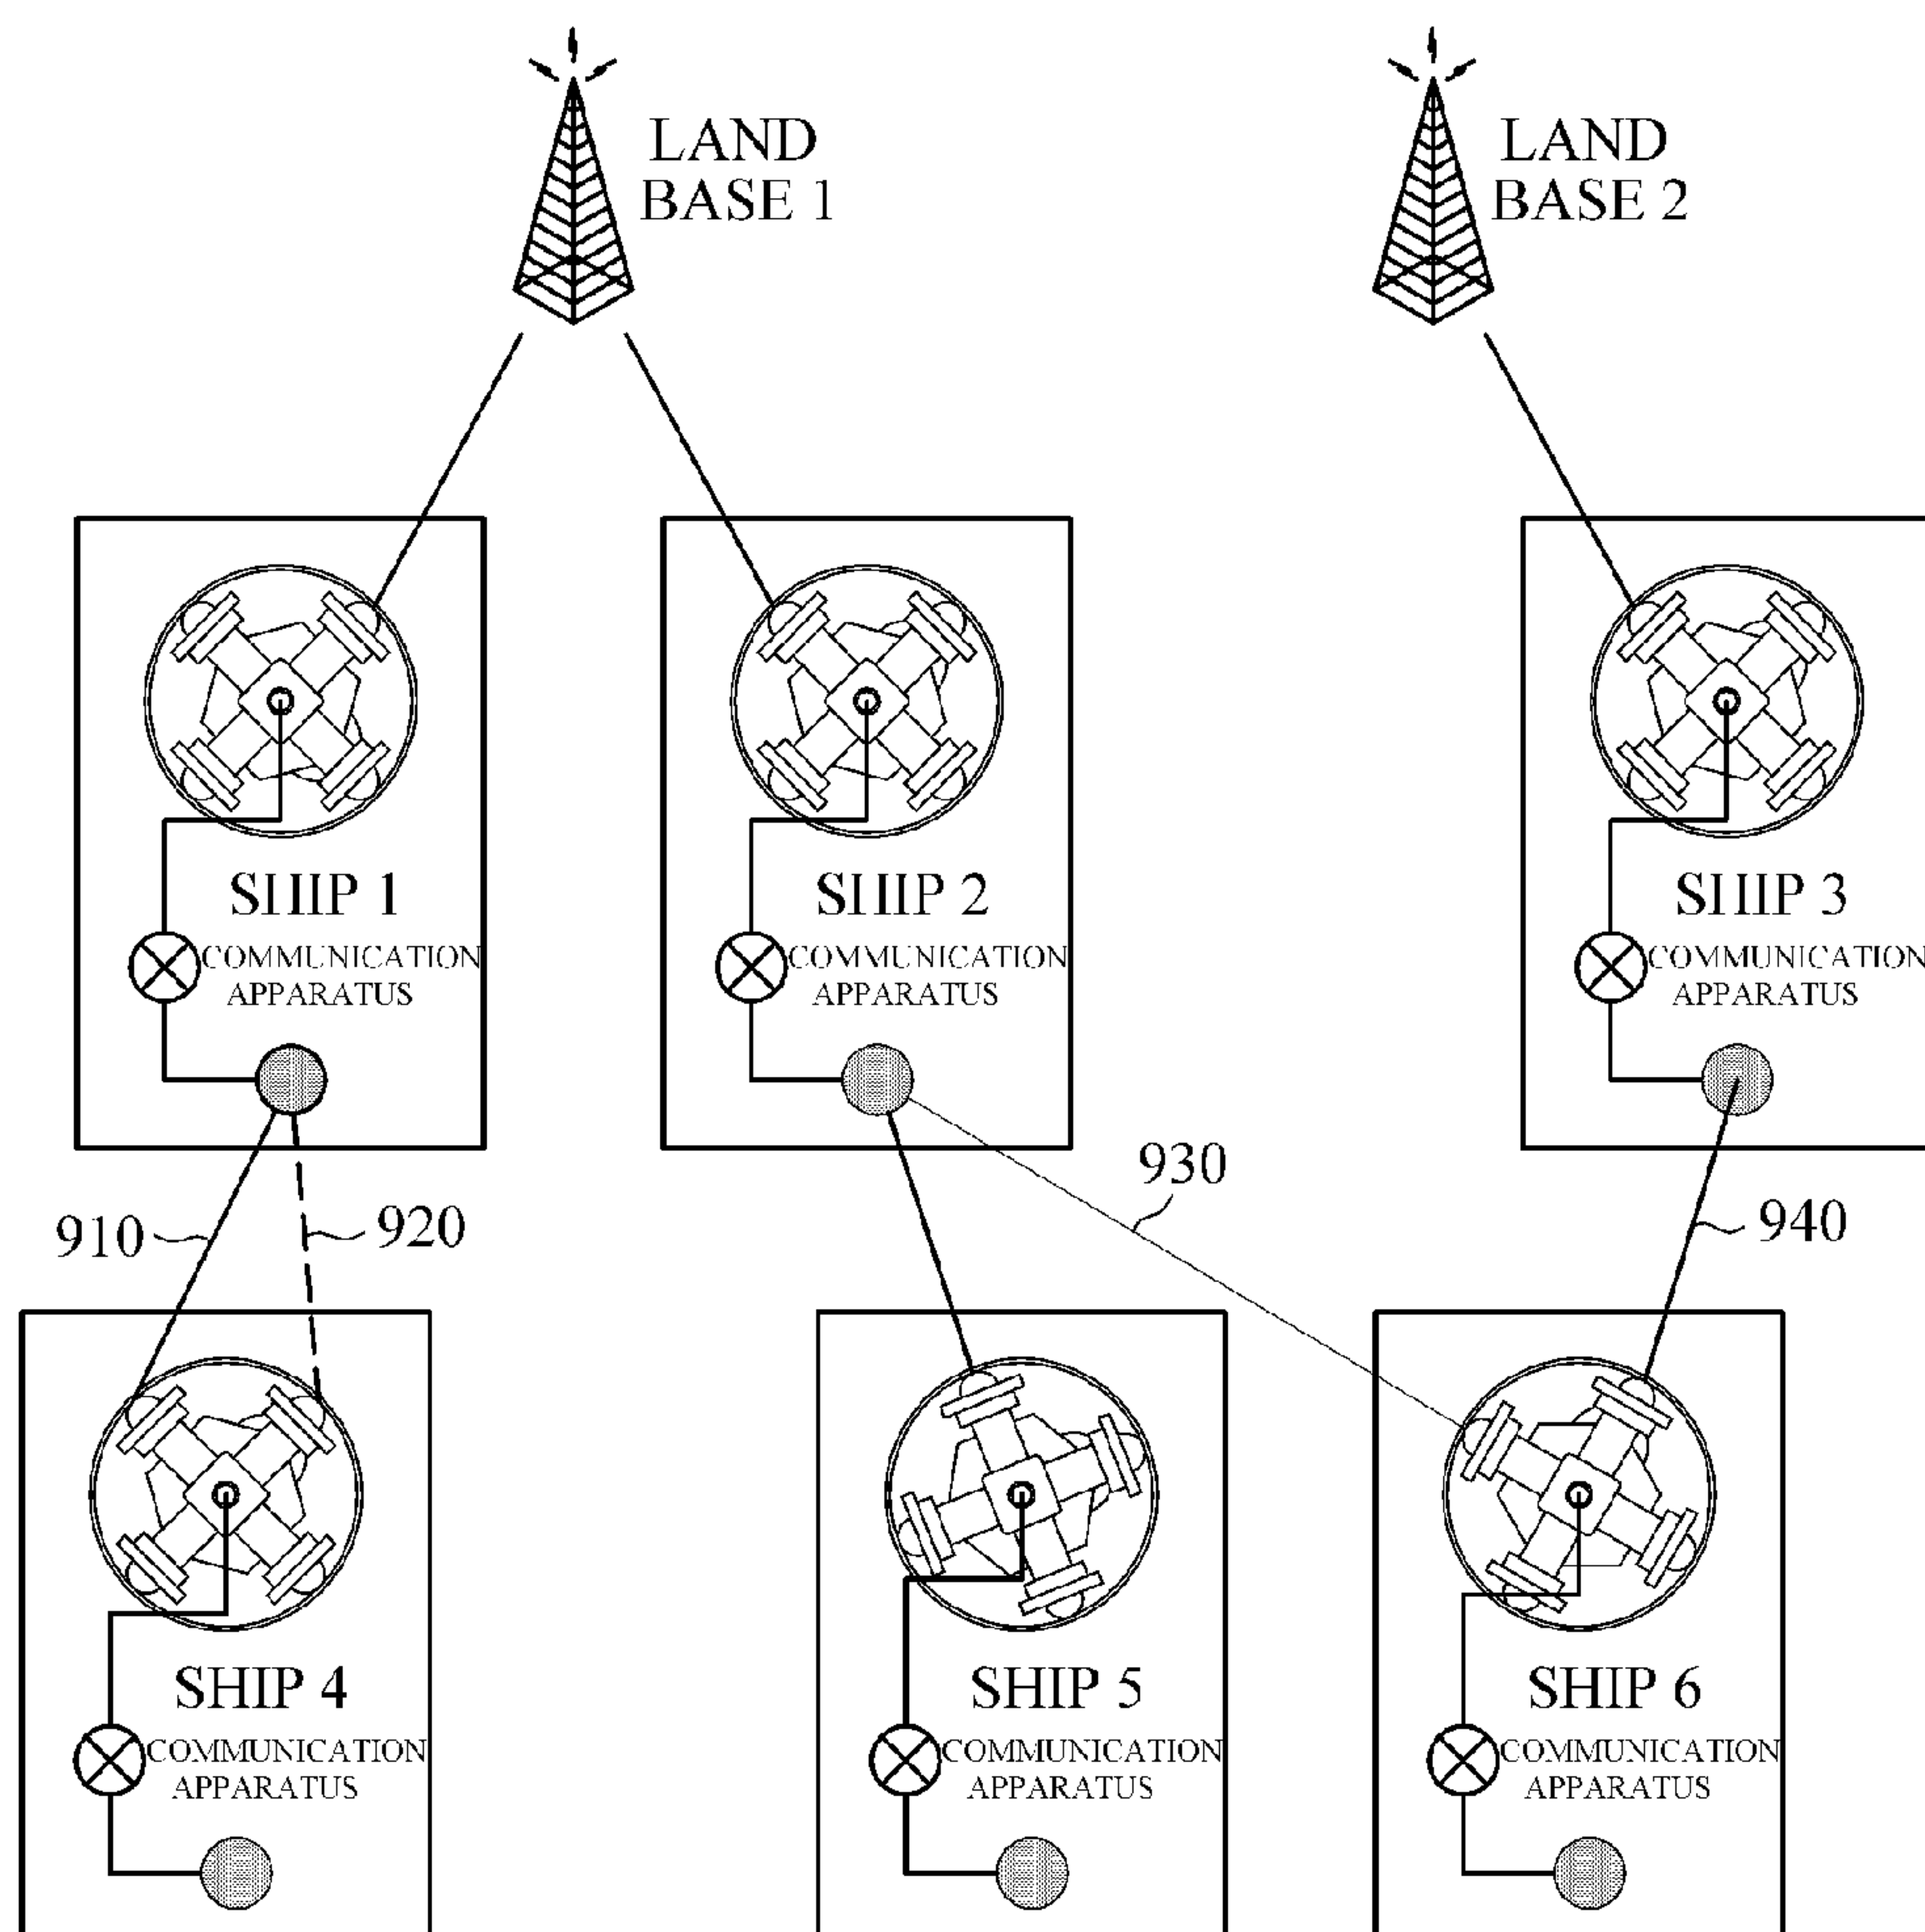 LAND
BASE 1
LAND
BASE 2
SHIP 1
COMMUNICATION
APPARATUS
SHIP 2
COMMUNICATION
APPARATUS
SHIP 3
COMMUNICATION
APPARATUS
910
920
930
940
SHIP 4
COMMUNICATION
APPARATUS
SHIP 5
COMMUNICATION
APPARATUS
SHIP 6
COMMUNICATION
APPARATUS